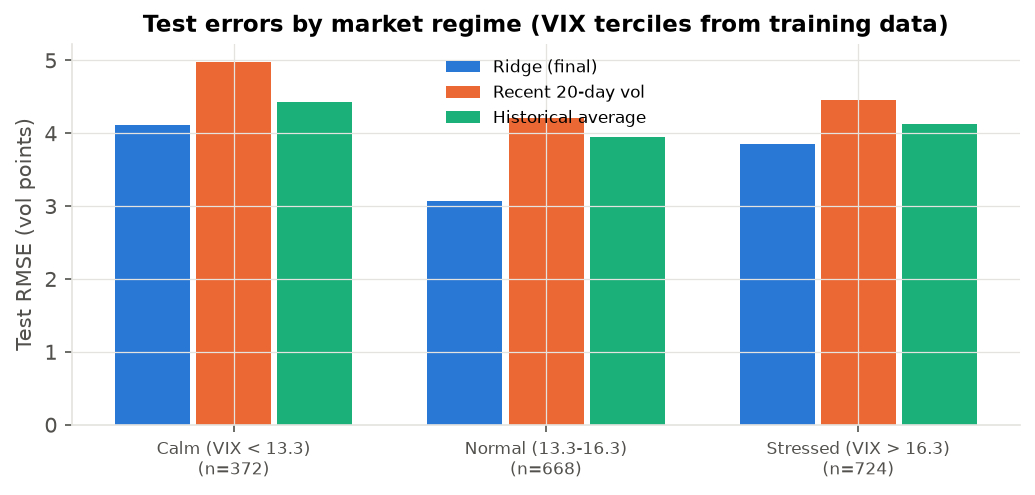 Test errors by market regime (VIX terciles from training data)
Ridge (final)
Recent 20-day vol
Historical average
Test RMSE (vol points)
5
4
3
2
1
0
Calm (VIX < 13.3)
(n=372)
Normal (13.3-16.3)
(n=668)
Stressed (VIX > 16.3)
(n=724)